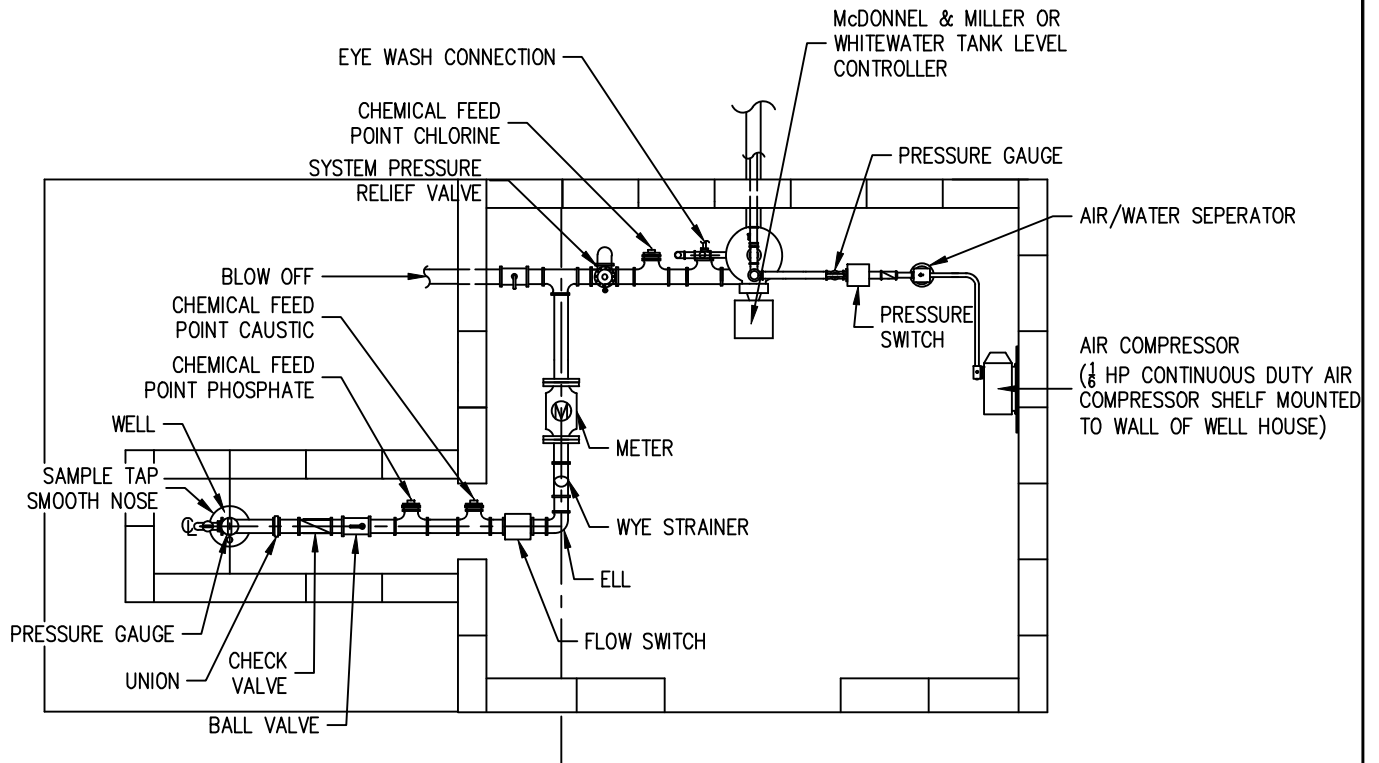 McDONNEL & MILLER OR
WHITEWATER TANK LEVEL
CONTROLLER
EYE WASH CONNECTION
CHEMICAL FEED
POINT CHLORINE
SYSTEM PRESSURE
RELIEF VALVE
PRESSURE GAUGE
AIR/WATER SEPERATOR
BLOW OFF
CHEMICAL FEED
POINT CAUSTIC
CHEMICAL FEED
POINT PHOSPHATE
PRESSURE
SWITCH
AIR COMPRESSOR
(1/6 HP CONTINUOUS DUTY AIR
COMPRESSOR SHELF MOUNTED
TO WALL OF WELL HOUSE)
WELL
M
METER
SAMPLE TAP
SMOOTH NOSE
WYE STRAINER
ELL
PRESSURE GAUGE
FLOW SWITCH
UNION
CHECK
VALVE
BALL VALVE